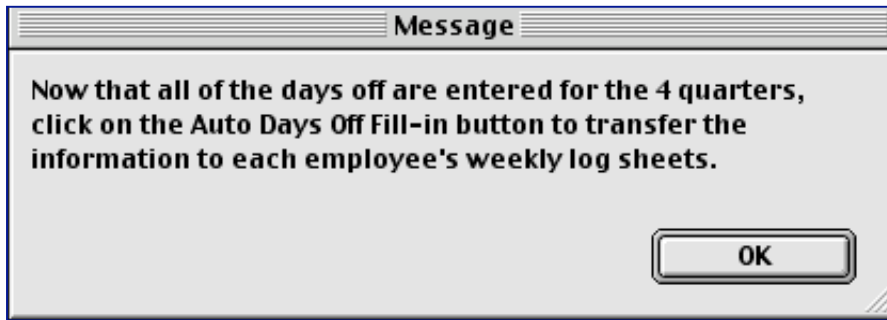 Message
Now that all of the days off are entered for the 4 quarters,
click on the Auto Days Off Fill-in button to transfer the
information to each employee's weekly log sheets.
OK